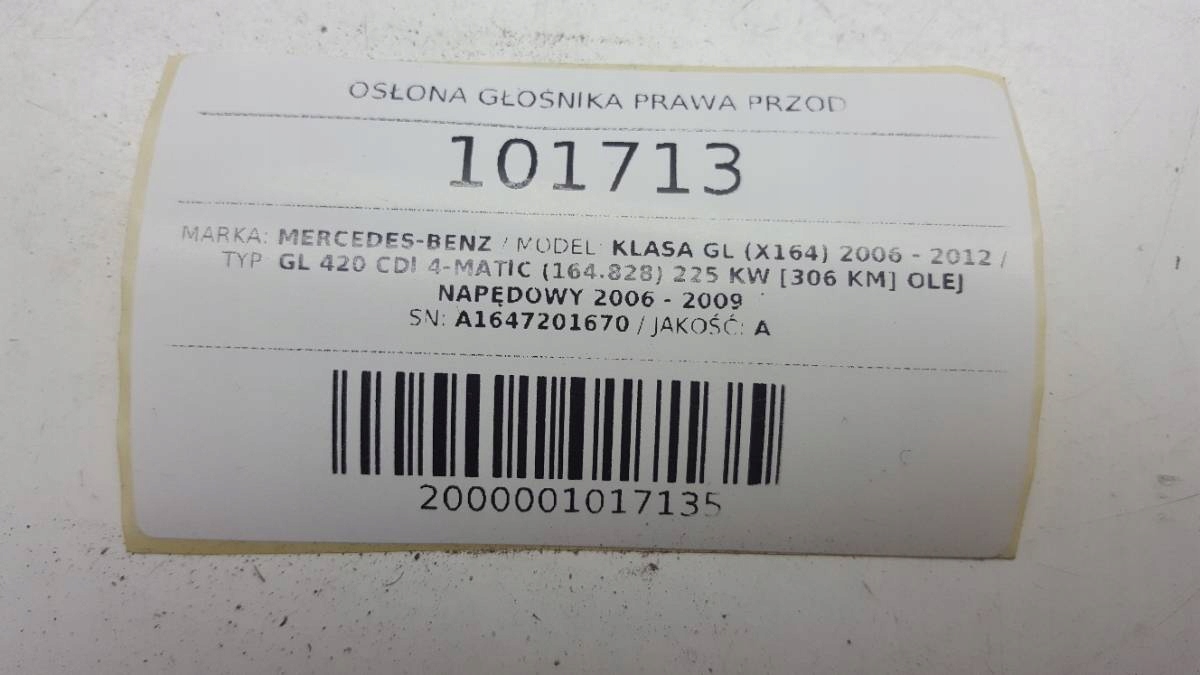 OSŁONA GŁOŚNIKA PRAWA PRZOD
101713
MARKA: MERCEDES-BENZ / MODEL: KLASA GL (X164) 2006 - 2012 /
TYP: GL 420 CDI 4-MATIC (164.828) 225 KW [306 KM] OLEJ
NAPĘDOWY 2006 - 2009
SN: A1647201670 / JAKOŚĆ: A
2000001017135